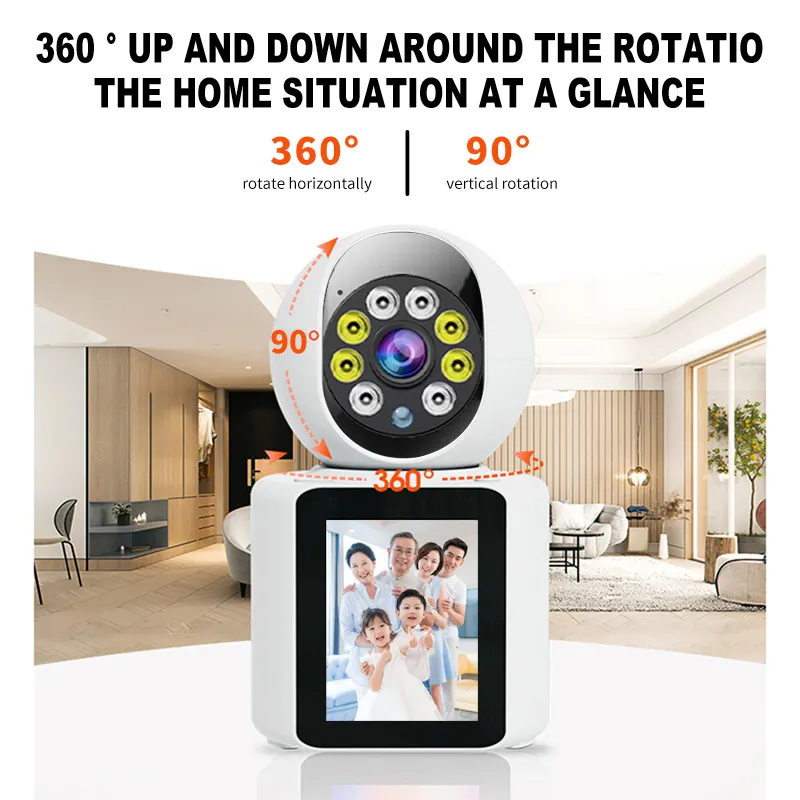 360 ° UP AND DOWN AROUND THE ROTATIO
THE HOME SITUATION AT A GLANCE
360°
rotate horizontally
90°
vertical rotation
90°
360°